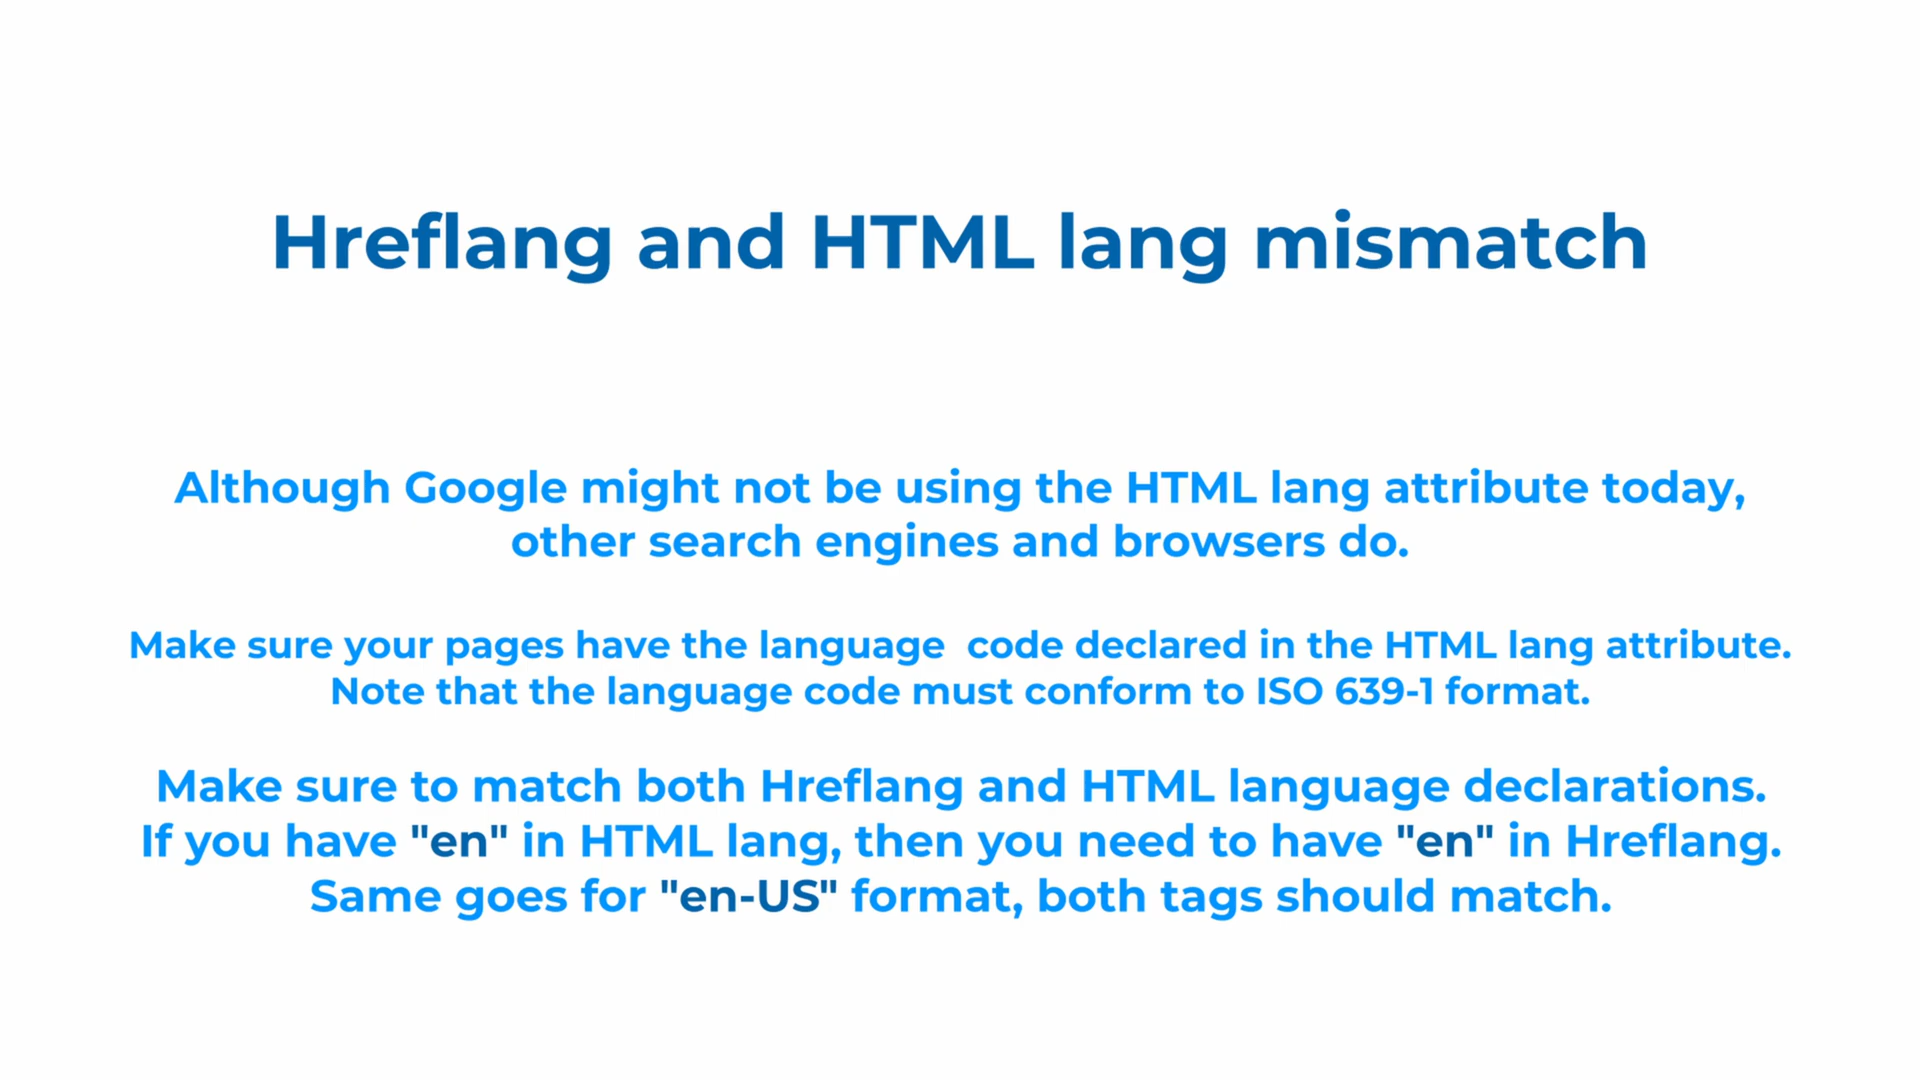 Hreflang and HTML lang mismatch
Although Google might not be using the HTML lang attribute today,
other search engines and browsers do.
Make sure your pages have the language  code declared in the HTML lang attribute.
Note that the language code must conform to ISO 639-1 format.
Make sure to match both Hreflang and HTML language declarations.
If you have "en" in HTML lang, then you need to have "en" in Hreflang.
Same goes for "en-US" format, both tags should match.